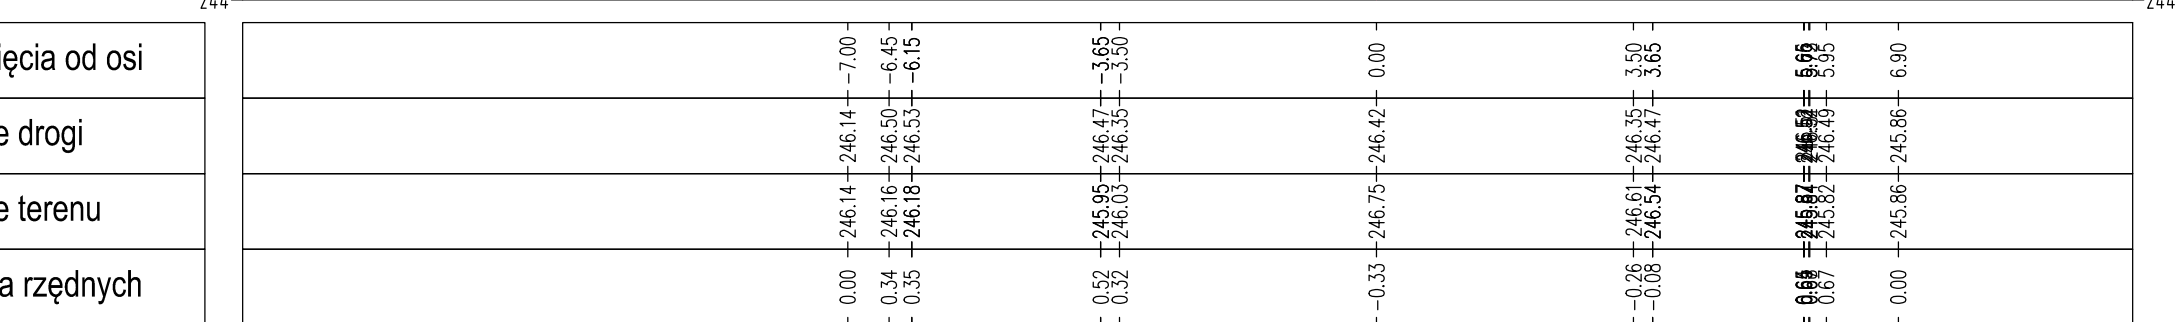 244 244
ięcia od osi -7.00 -6.45 -6.15 -3.65 -3.50 0.00 3.50 3.65 5.95 6.90
e drogi 246.14 246.50 246.53 246.47 246.35 246.42 246.35 246.47 246.49 245.86
e terenu 246.14 246.16 246.18 245.95 246.03 246.75 246.61 246.54 245.82 245.86
a rzędnych 0.00 0.34 0.35 0.52 0.32 -0.33 -0.26 -0.08 0.67 0.00